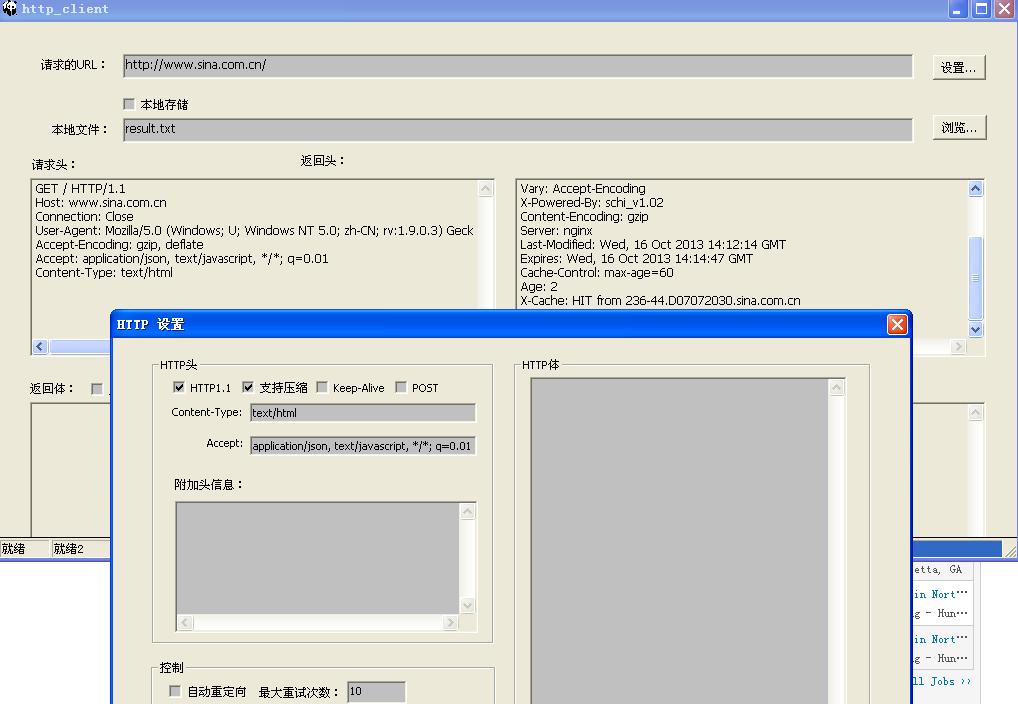 http_client
请求的URL：
http://www.sina.com.cn/
设置...
本地存储
本地文件：
result.txt
浏览...
请求头：
返回头：
GET / HTTP/1.1
Host: www.sina.com.cn
Connection: Close
User-Agent: Mozilla/5.0 (Windows; U; Windows NT 5.0; zh-CN; rv:1.9.0.3) Geck
Accept-Encoding: gzip, deflate
Accept: application/json, text/javascript, */*; q=0.01
Content-Type: text/html
Vary: Accept-Encoding
X-Powered-By: schi_v1.02
Content-Encoding: gzip
Server: nginx
Last-Modified: Wed, 16 Oct 2013 14:12:14 GMT
Expires: Wed, 16 Oct 2013 14:14:47 GMT
Cache-Control: max-age=60
Age: 2
X-Cache: HIT from 236-44.D07072030.sina.com.cn
返回体：
HTTP 设置
HTTP头
HTTP1.1 支持压缩 Keep-Alive POST
Content-Type: text/html
Accept: application/json, text/javascript, */*; q=0.01
附加头信息：
HTTP体
控制
自动重定向 最大重试次数： 10
就绪 就绪2
etta, GA
in Nort…
g - Hun…
in Nort…
g - Hun…
ll Jobs >>